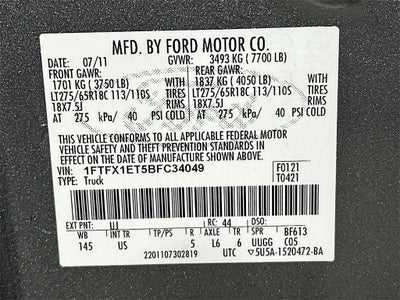 MFD. BY FORD MOTOR CO.
DATE: 07/11 GVWR: 3493 KG ( 7700 LB)
FRONT GAWR: REAR GAWR:
1701 KG ( 3750 LB) 1837 KG ( 4050 LB)
LT275/65R18C 113/110S TIRES LT275/65R18C 113/110S
18X7.5J RIMS 18X7.5J
AT 275 kPa/ 40 PSI COLD AT 275 kPa/ 40 PSI COLD
THIS VEHICLE CONFORMS TO ALL APPLICABLE FEDERAL MOTOR
VEHICLE SAFETY AND THEFT PREVENTION STANDARDS IN EFFECT
ON THE DATE OF MANUFACTURE SHOWN ABOVE.
VIN: 1FTFX1ET5BFC34049 F0121
TYPE: Truck T0421
EXT PNT: UJ RC: 44 DSO:
WB INT TR TP/PS R AXLE TR SPR BF613
145 US 5 L6 6 UUGG C05
2201107302819 UTC 5U5A-1520472-BA